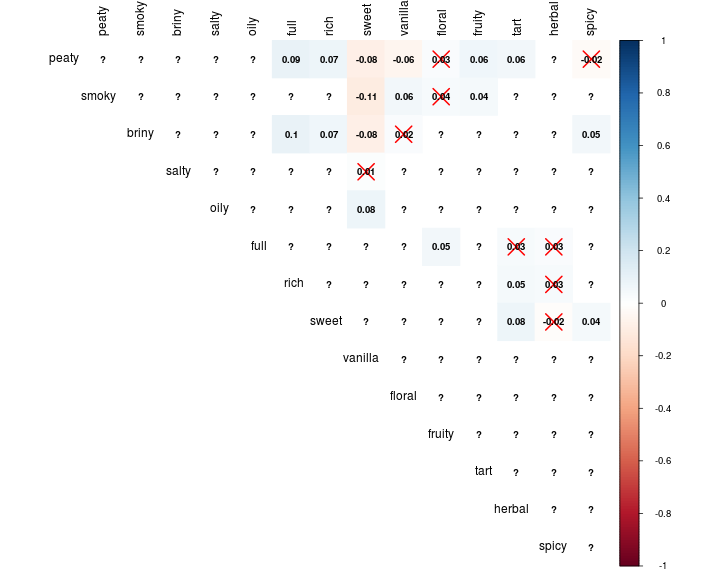 peaty smoky briny salty oily full rich sweet vanilla floral fruity tart herbal spicy
peaty ? ? ? ? ? 0.09 0.07 -0.08 -0.06 0.03 0.06 0.06 ? -0.02
smoky ? ? ? ? ? ? -0.11 0.06 0.04 0.04 ? ? ?
briny ? ? ? 0.1 0.07 -0.08 0.02 ? ? ? ? 0.05
salty ? ? ? ? 0.01 ? ? ? ? ? ?
oily ? ? ? 0.08 ? ? ? ? ? ?
full ? ? ? ? 0.05 ? 0.03 0.03 ?
rich ? ? ? ? ? 0.05 0.03 ?
sweet ? ? ? ? 0.08 -0.02 0.04
vanilla ? ? ? ? ? ?
floral ? ? ? ? ?
fruity ? ? ? ?
tart ? ? ?
herbal ? ?
spicy ?
1
0.8
0.6
0.4
0.2
0
-0.2
-0.4
-0.6
-0.8
-1